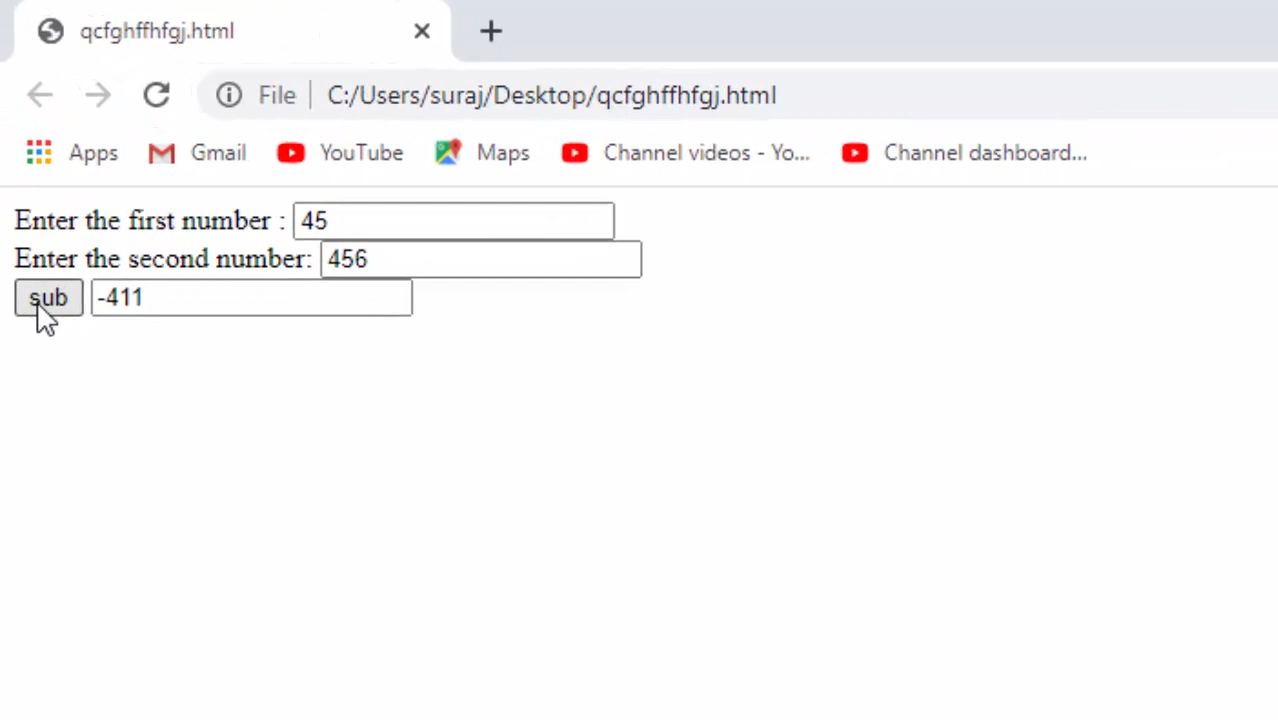 qcfghffhfgj.html
File C:/Users/suraj/Desktop/qcfghffhfgj.html
Apps Gmail YouTube Maps Channel videos - Yo... Channel dashboard...
Enter the first number : 45
Enter the second number: 456
sub -411